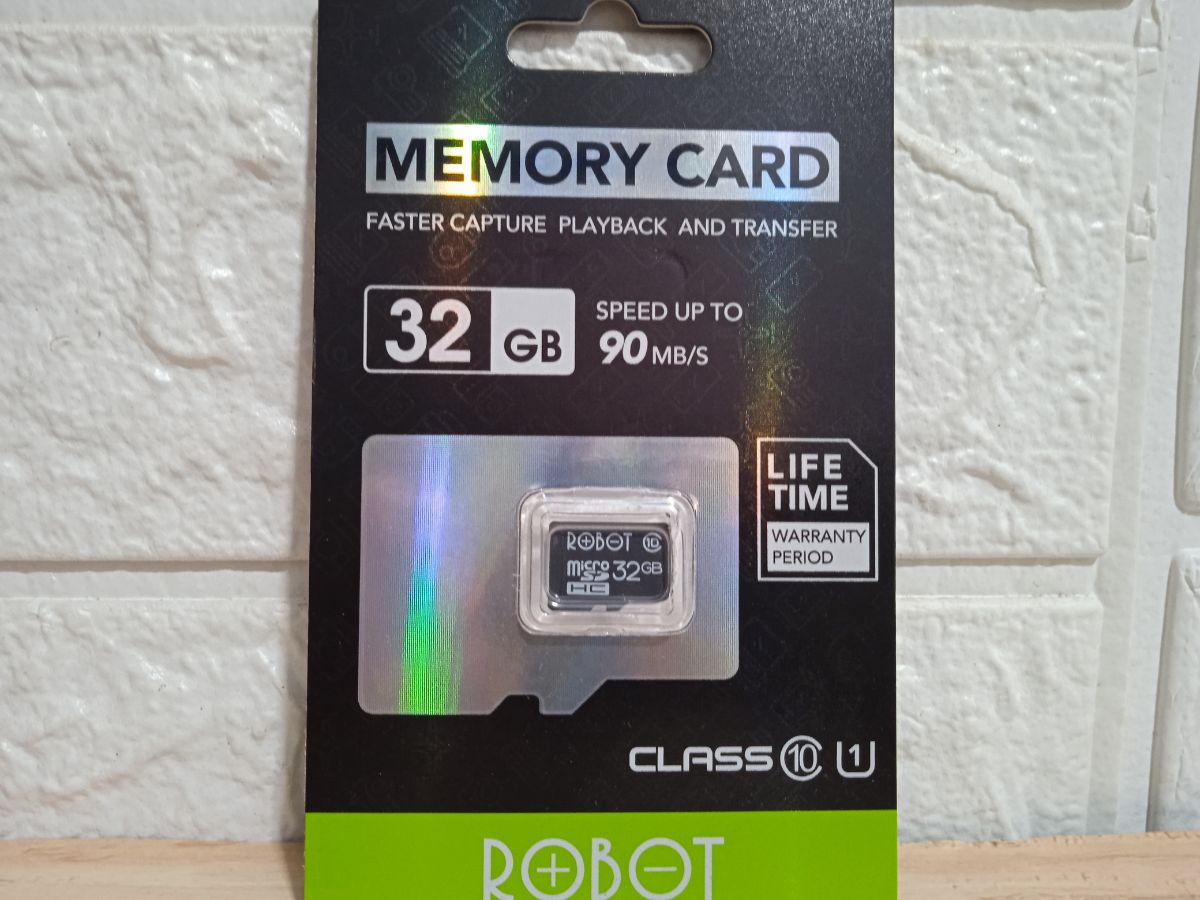 MEMORY CARD
FASTER CAPTURE PLAYBACK AND TRANSFER
32 GB
SPEED UP TO
90 MB/S
LIFE
TIME
WARRANTY
PERIOD
ROBOT 10
micro SD HC 32GB
CLASS 10 U1
ROBOT